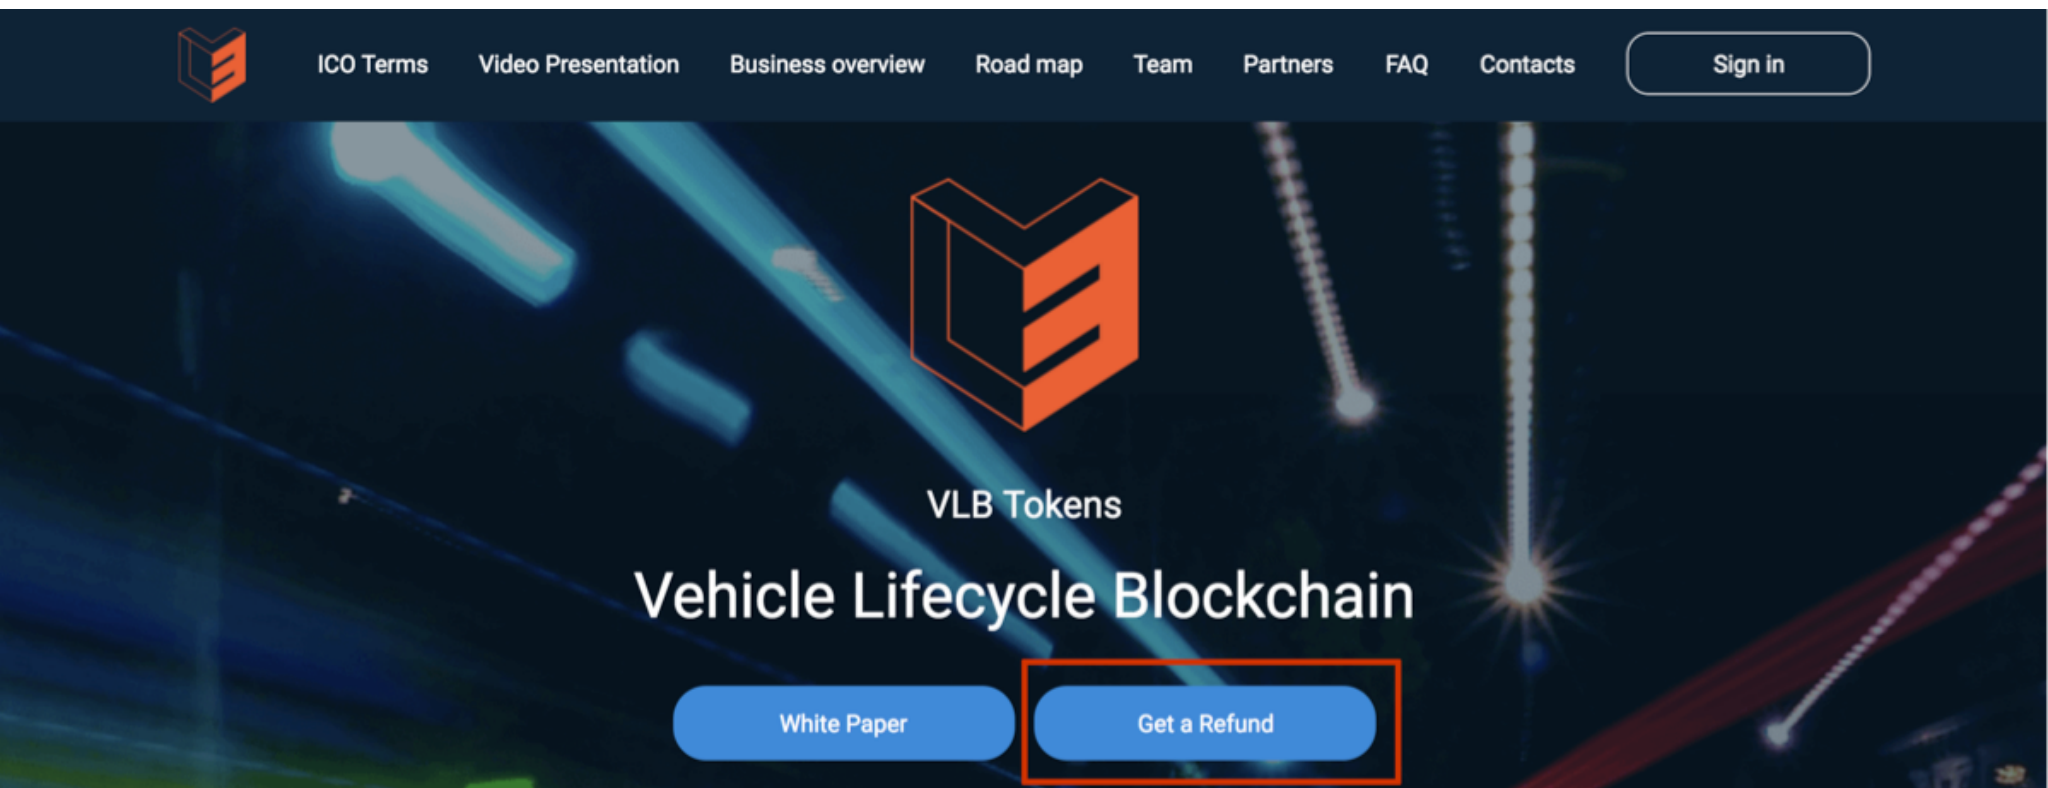 ICO Terms Video Presentation Business overview Road map Team Partners FAQ Contacts Sign in
VLB Tokens
Vehicle Lifecycle Blockchain
White Paper Get a Refund